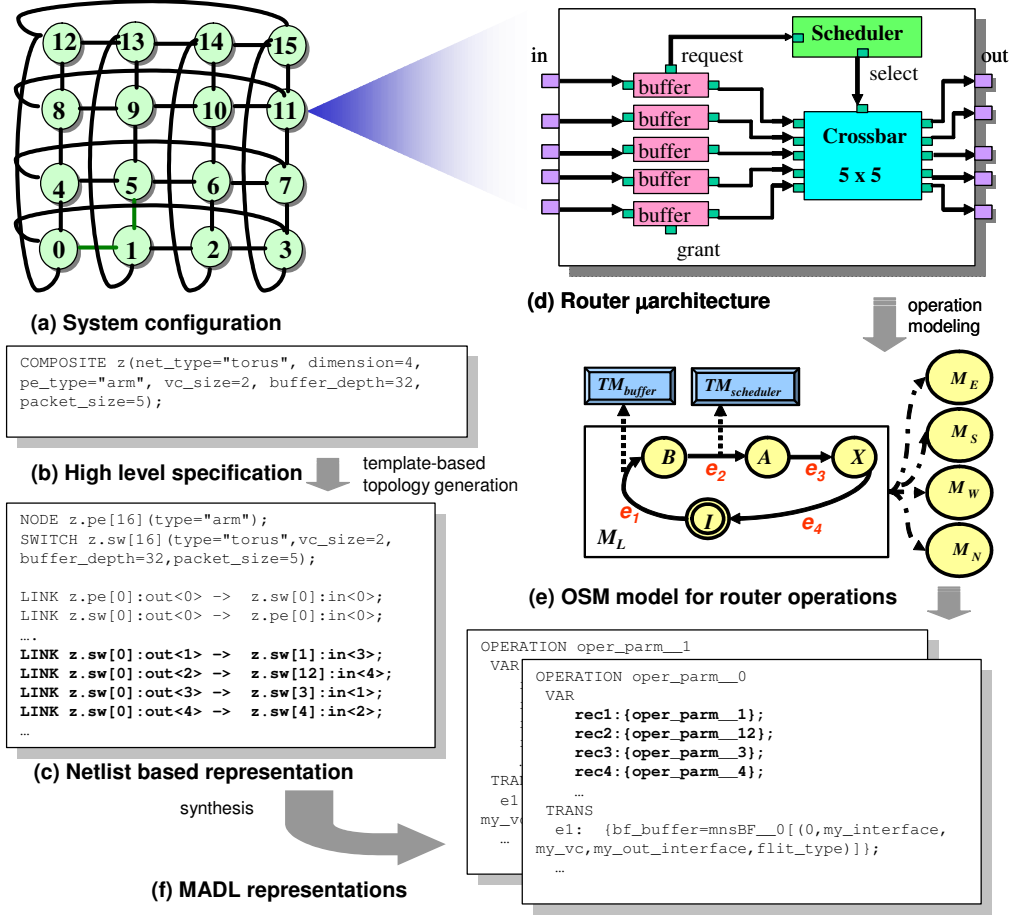 12 13 14 15
8 9 10 11
4 5 6 7
0 1 2 3
(a) System configuration
in
request
Scheduler
select
out
buffer
buffer
buffer
buffer
buffer
Crossbar
5 x 5
grant
(d) Router μarchitecture
operation
modeling
COMPOSITE z(net_type="torus", dimension=4,
pe_type="arm", vc_size=2, buffer_depth=32,
packet_size=5);
(b) High level specification
template-based
topology generation
NODE z.pe[16](type="arm");
SWITCH z.sw[16](type="torus",vc_size=2,
buffer_depth=32,packet_size=5);
LINK z.pe[0]:out<0> -> z.sw[0]:in<0>;
LINK z.sw[0]:out<0> -> z.pe[0]:in<0>;
….
LINK z.sw[0]:out<1> -> z.sw[1]:in<3>;
LINK z.sw[0]:out<2> -> z.sw[12]:in<4>;
LINK z.sw[0]:out<3> -> z.sw[3]:in<1>;
LINK z.sw[0]:out<4> -> z.sw[4]:in<2>;
…
(c) Netlist based representation
synthesis
TMbuffer
TMscheduler
B
A
X
I
e1
e2
e3
e4
ML
ME
MS
MW
MN
(e) OSM model for router operations
OPERATION oper_parm__1
VAR
TRAN
e1
my_vc
…
OPERATION oper_parm__0
VAR
rec1:{oper_parm__1};
rec2:{oper_parm__12};
rec3:{oper_parm__3};
rec4:{oper_parm__4};
…
TRANS
e1: {bf_buffer=mnsBF__0[(0,my_interface,
my_vc,my_out_interface,flit_type)]};
…
(f) MADL representations